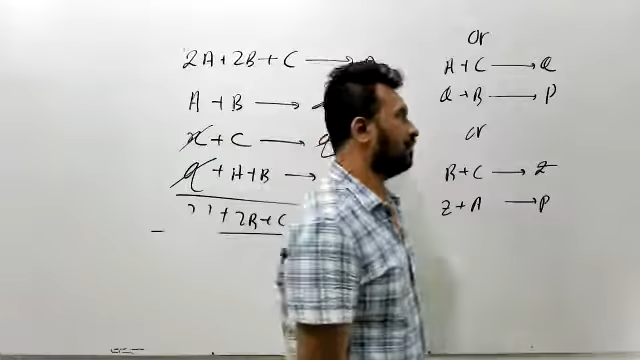 2A + 2B + C →
A + B →
x + C → q
q + A + B →
+ 2B + C
or
A + C → Q
Q + B → P
or
B + C → Z
Z + A → P